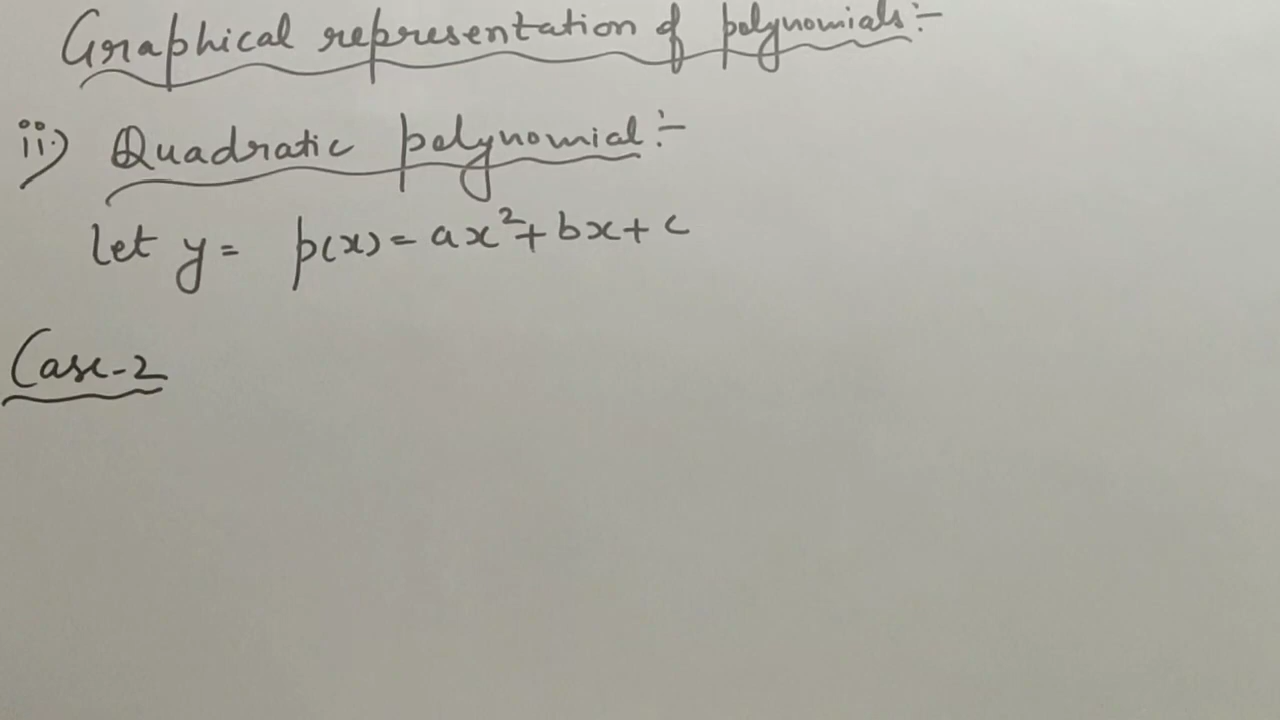 Graphical representation of polynomials:-
ii) Quadratic polynomial:-
let y = p(x) = ax²+bx+c
Case-2